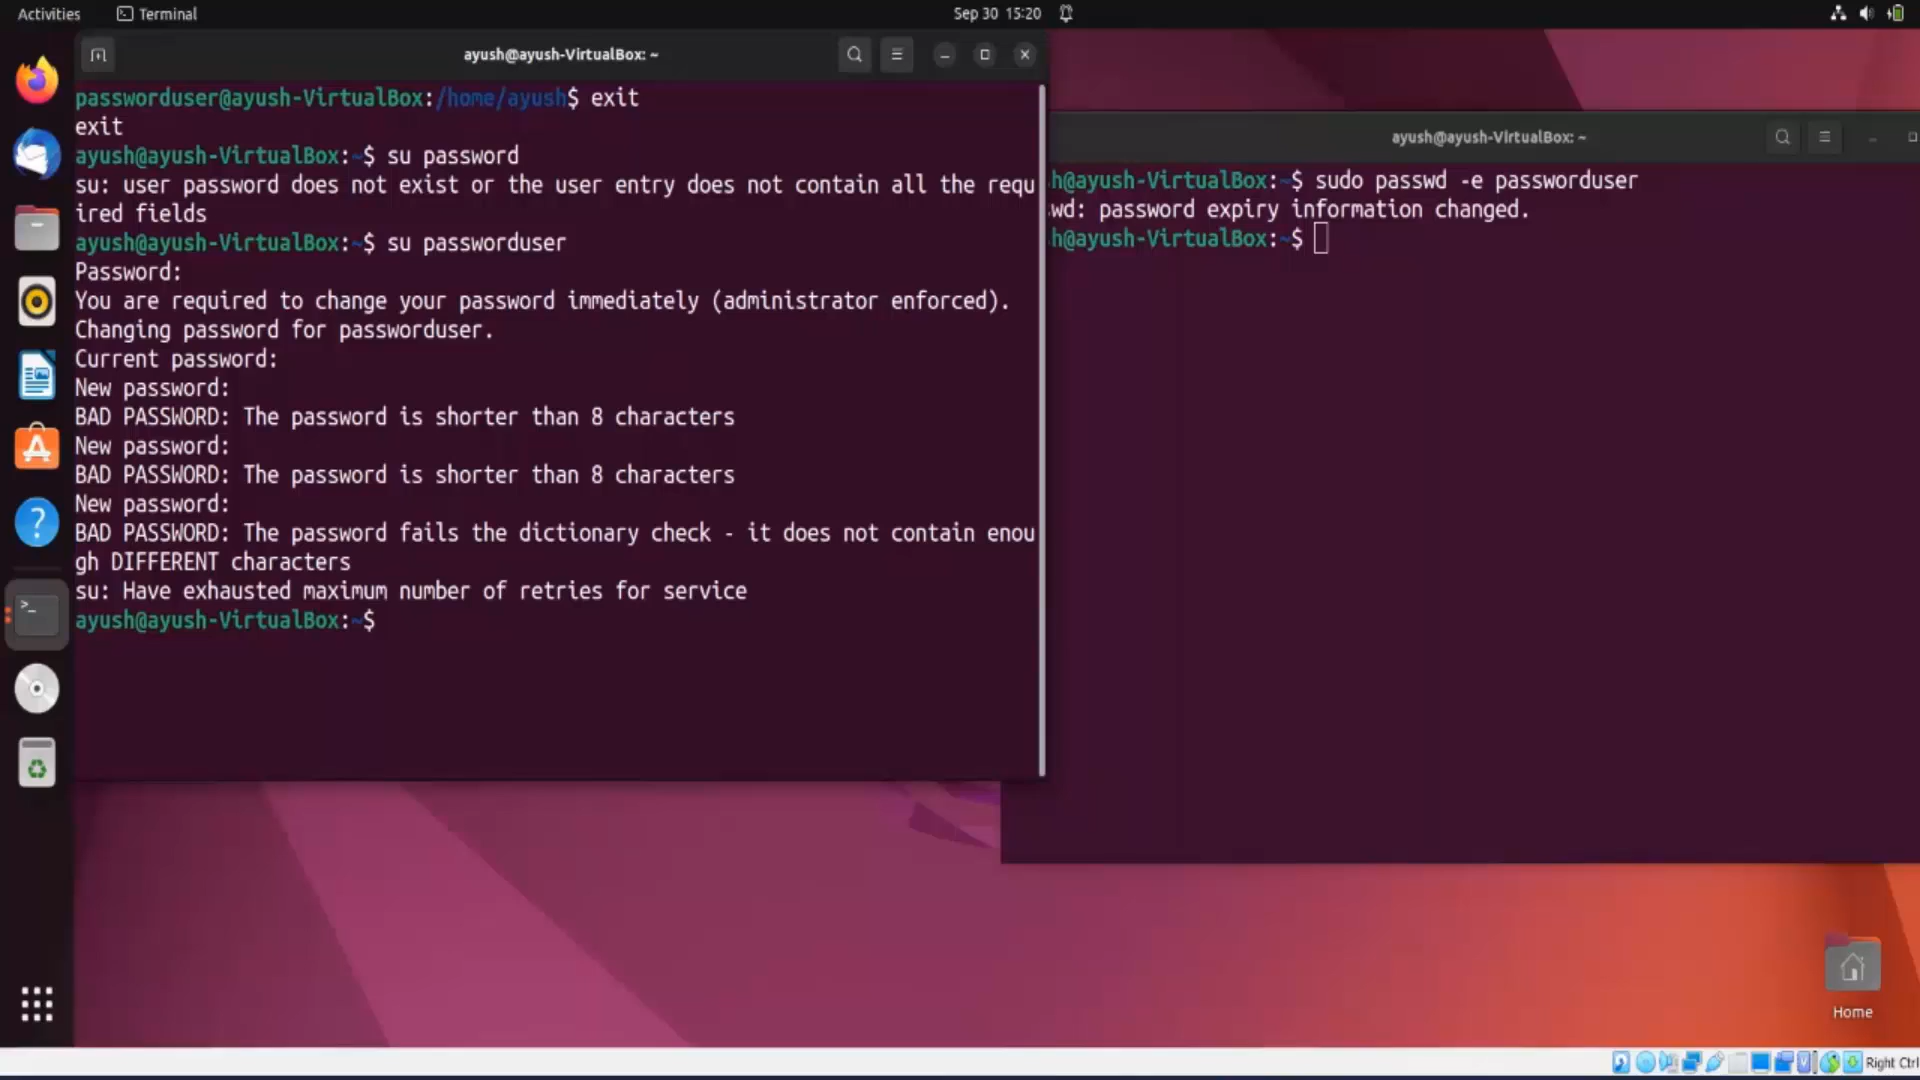 Activities
Terminal
Sep 30 15:20
ayush@ayush-VirtualBox: ~
passworduser@ayush-VirtualBox:/home/ayush$ exit
exit
ayush@ayush-VirtualBox:~$ su password
su: user password does not exist or the user entry does not contain all the requ
ired fields
ayush@ayush-VirtualBox:~$ su passworduser
Password:
You are required to change your password immediately (administrator enforced).
Changing password for passworduser.
Current password:
New password:
BAD PASSWORD: The password is shorter than 8 characters
New password:
BAD PASSWORD: The password is shorter than 8 characters
New password:
BAD PASSWORD: The password fails the dictionary check - it does not contain enou
gh DIFFERENT characters
su: Have exhausted maximum number of retries for service
ayush@ayush-VirtualBox:~$
ayush@ayush-VirtualBox: ~
h@ayush-VirtualBox:~$ sudo passwd -e passworduser
wd: password expiry information changed.
h@ayush-VirtualBox:~$
Home
Right Ctrl